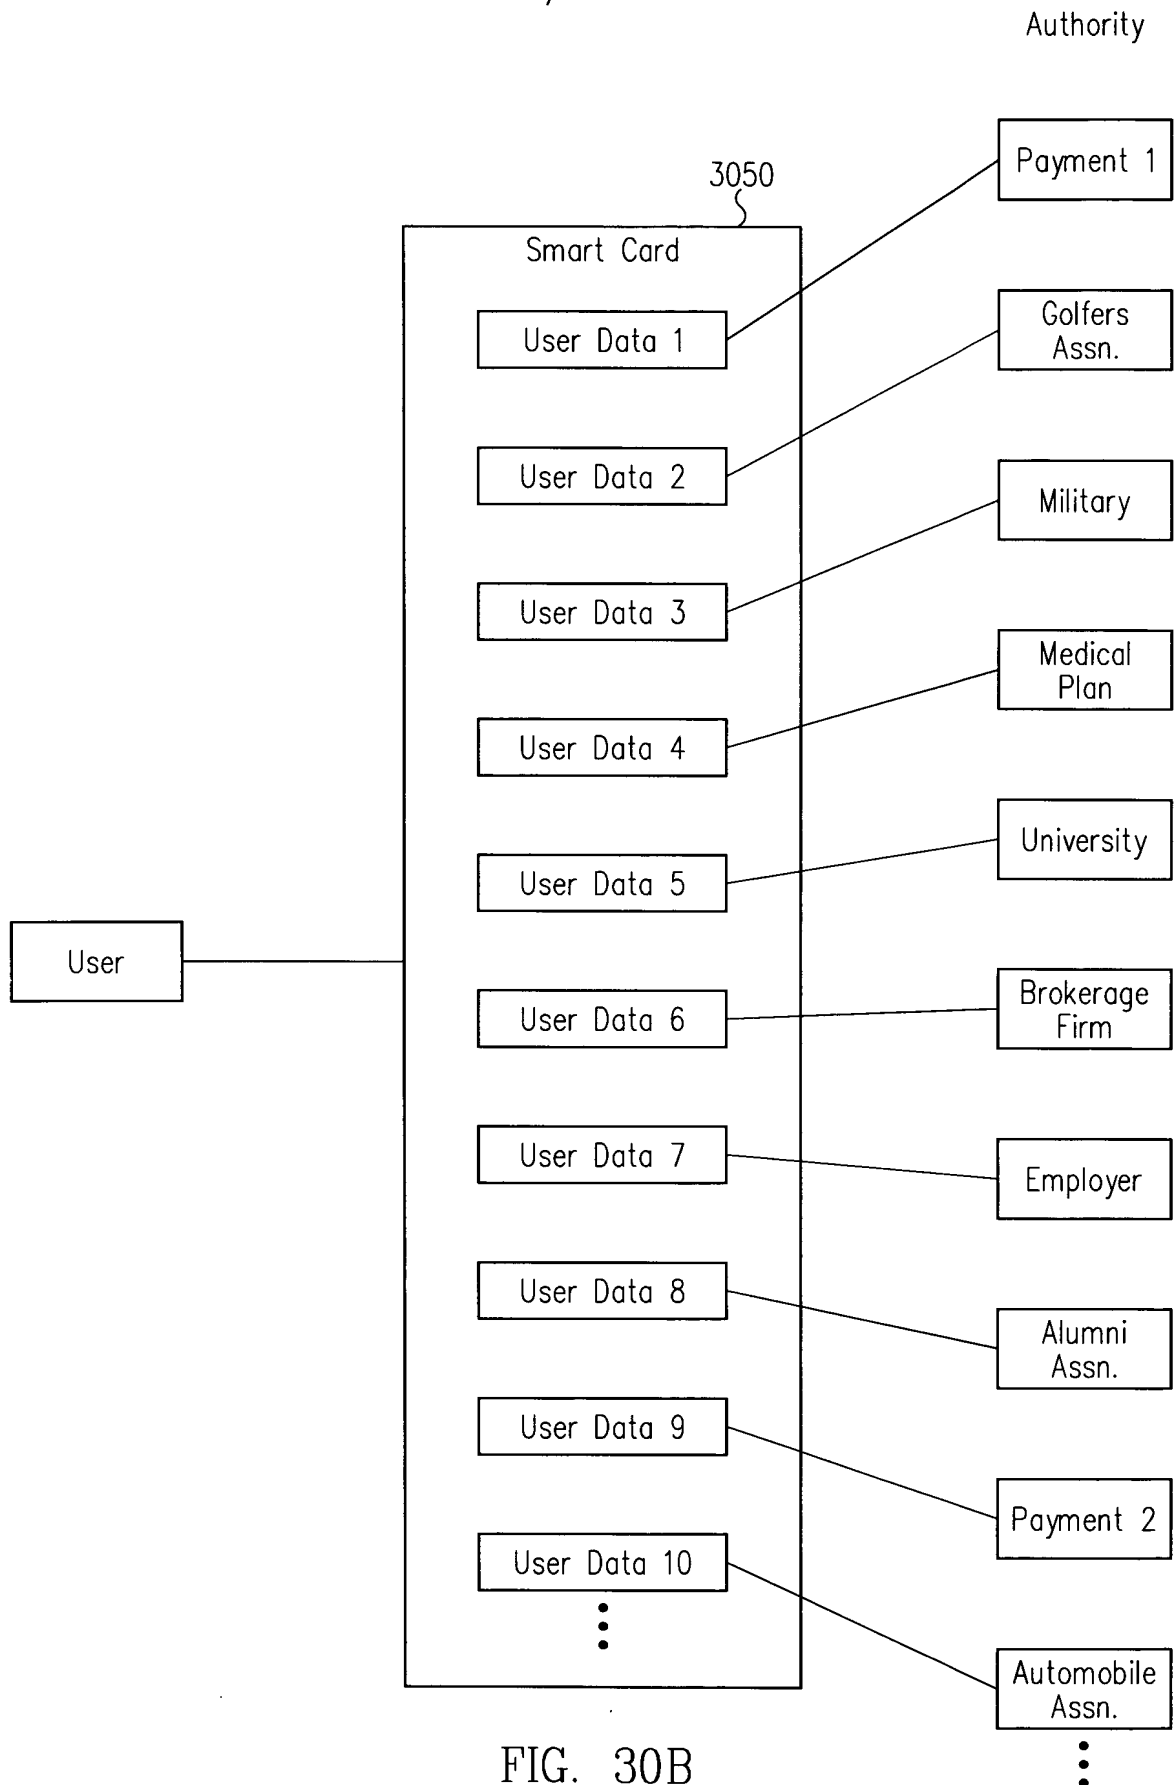 Authority
3050
Smart Card
User Data 1
User Data 2
User Data 3
User Data 4
User Data 5
User Data 6
User Data 7
User Data 8
User Data 9
User Data 10
User
Payment 1
Golfers
Assn.
Military
Medical
Plan
University
Brokerage
Firm
Employer
Alumni
Assn.
Payment 2
Automobile
Assn.
FIG. 30B